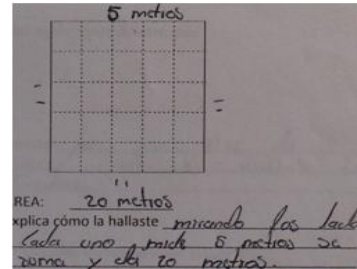 5 metros
REA: 20 metros
xplica cómo la hallaste mirando los lado
Cada uno mide 5 metros se
suma y da 20 metros.